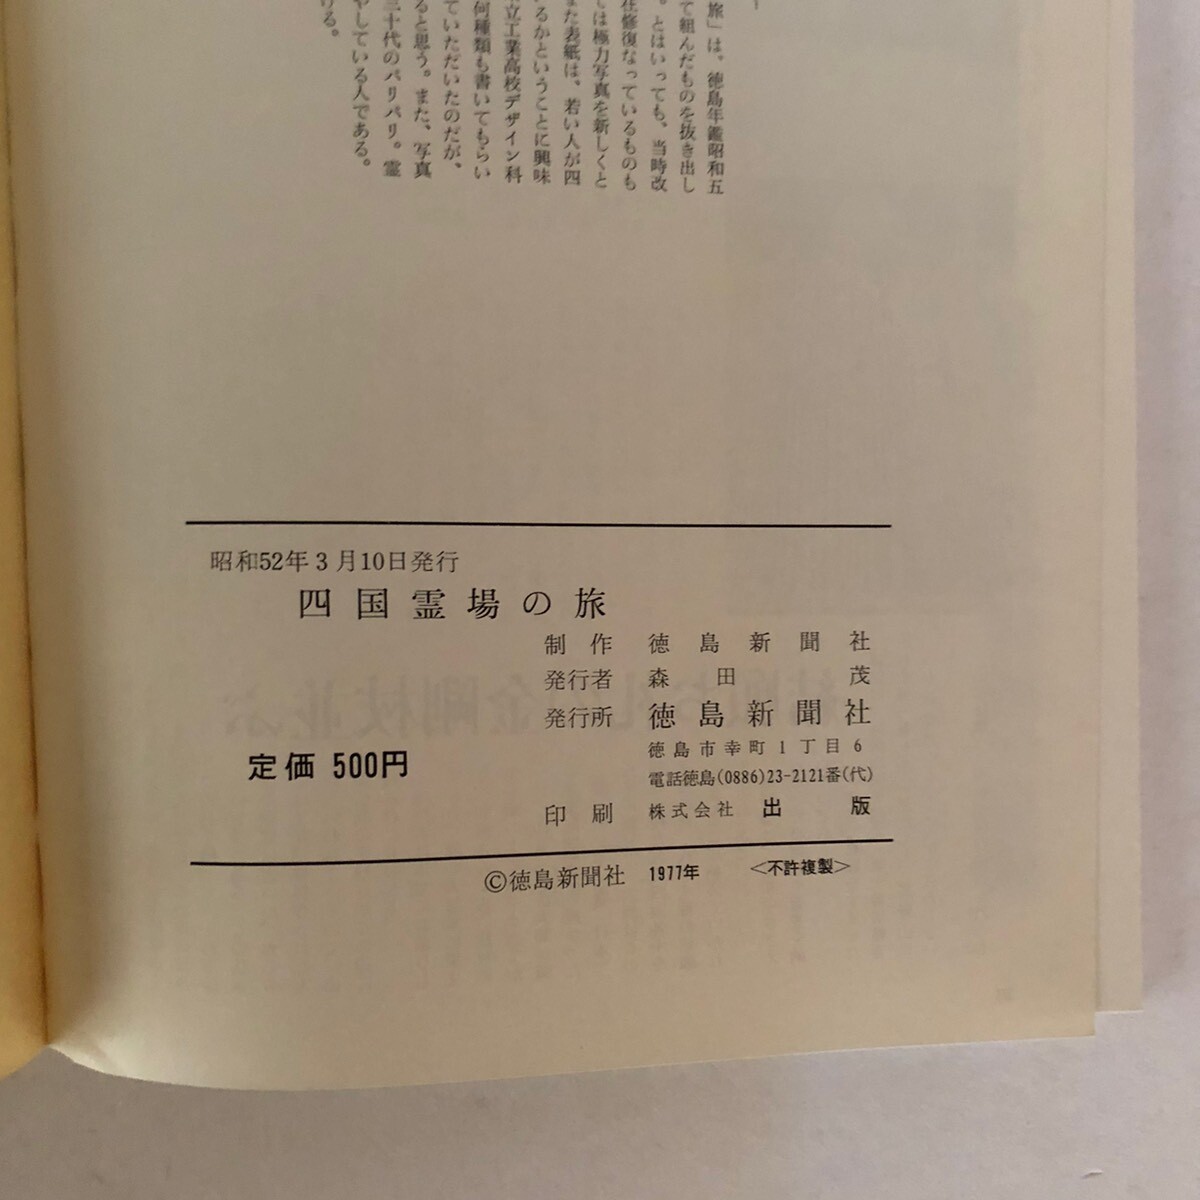 旅」は、徳島年鑑昭和五
て組んだものを抜き出し
。とはいっても、当時改
在修復なっているものも
ては極力写真を新しくと
また表紙は、若い人が四
るかということに興味
立工業高校デザイン科
何種類も書いてもらい
ていただいたのだが、
ると思う。また、写真
三十代のバリバリ。霊
やしている人である。
ける。
昭和52年3月10日発行
四国霊場の旅
制作 徳島新聞社
発行者 森田 茂
発行所 徳島新聞社
徳島市幸町1丁目6
電話徳島(0886)23-2121番(代)
定価 500円
印刷 株式会社 出版
©徳島新聞社 1977年 <不許複製>